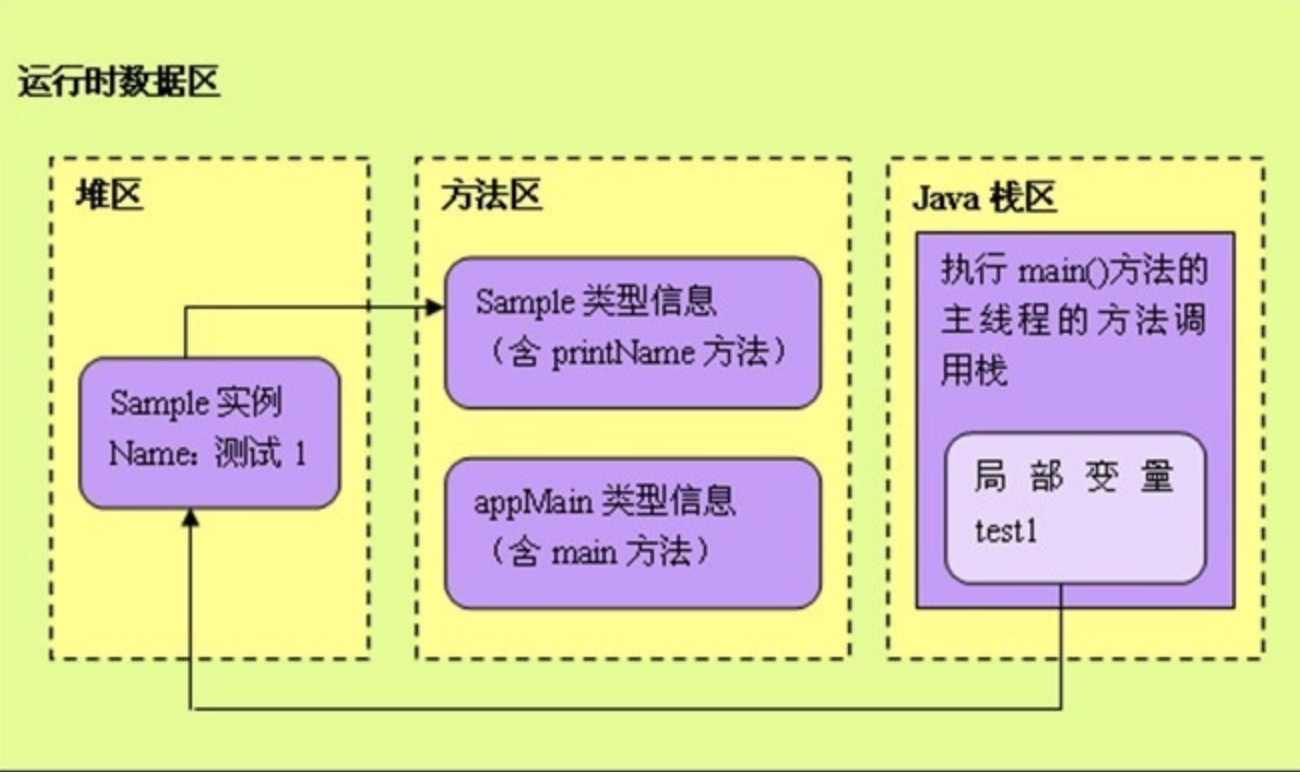 运行时数据区
堆区
Sample 实例
Name：测试 1
方法区
Sample 类型信息
（含 printName 方法）
appMain 类型信息
（含 main 方法）
Java 栈区
执行 main()方法的
主线程的方法调
用栈
局部变量
test1